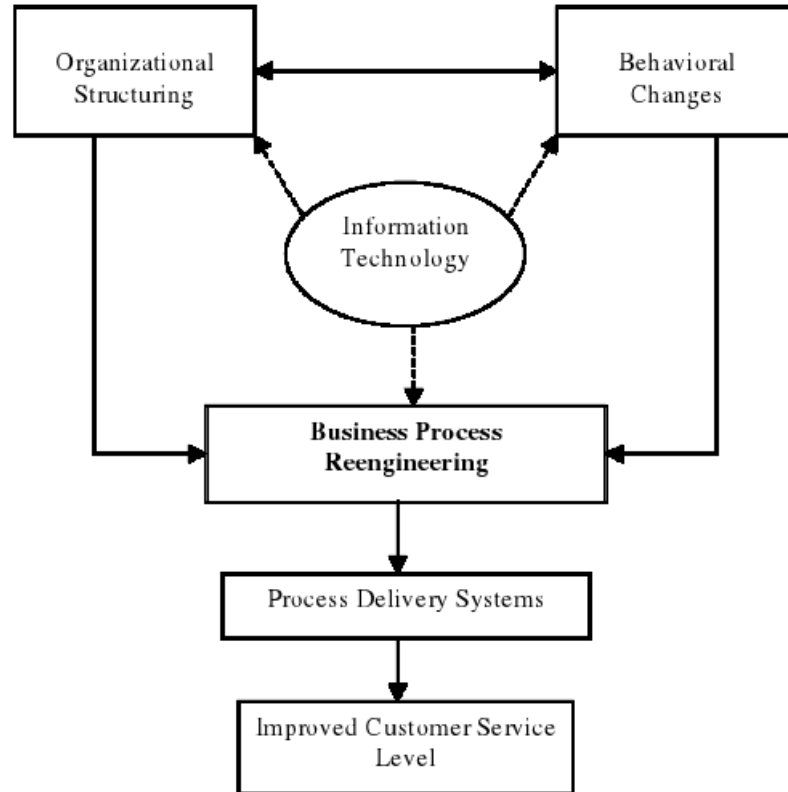 Organizational
Structuring
Behavioral
Changes
Information
Technology
Business Process
Reengineering
Process Delivery Systems
Improved Customer Service
Level